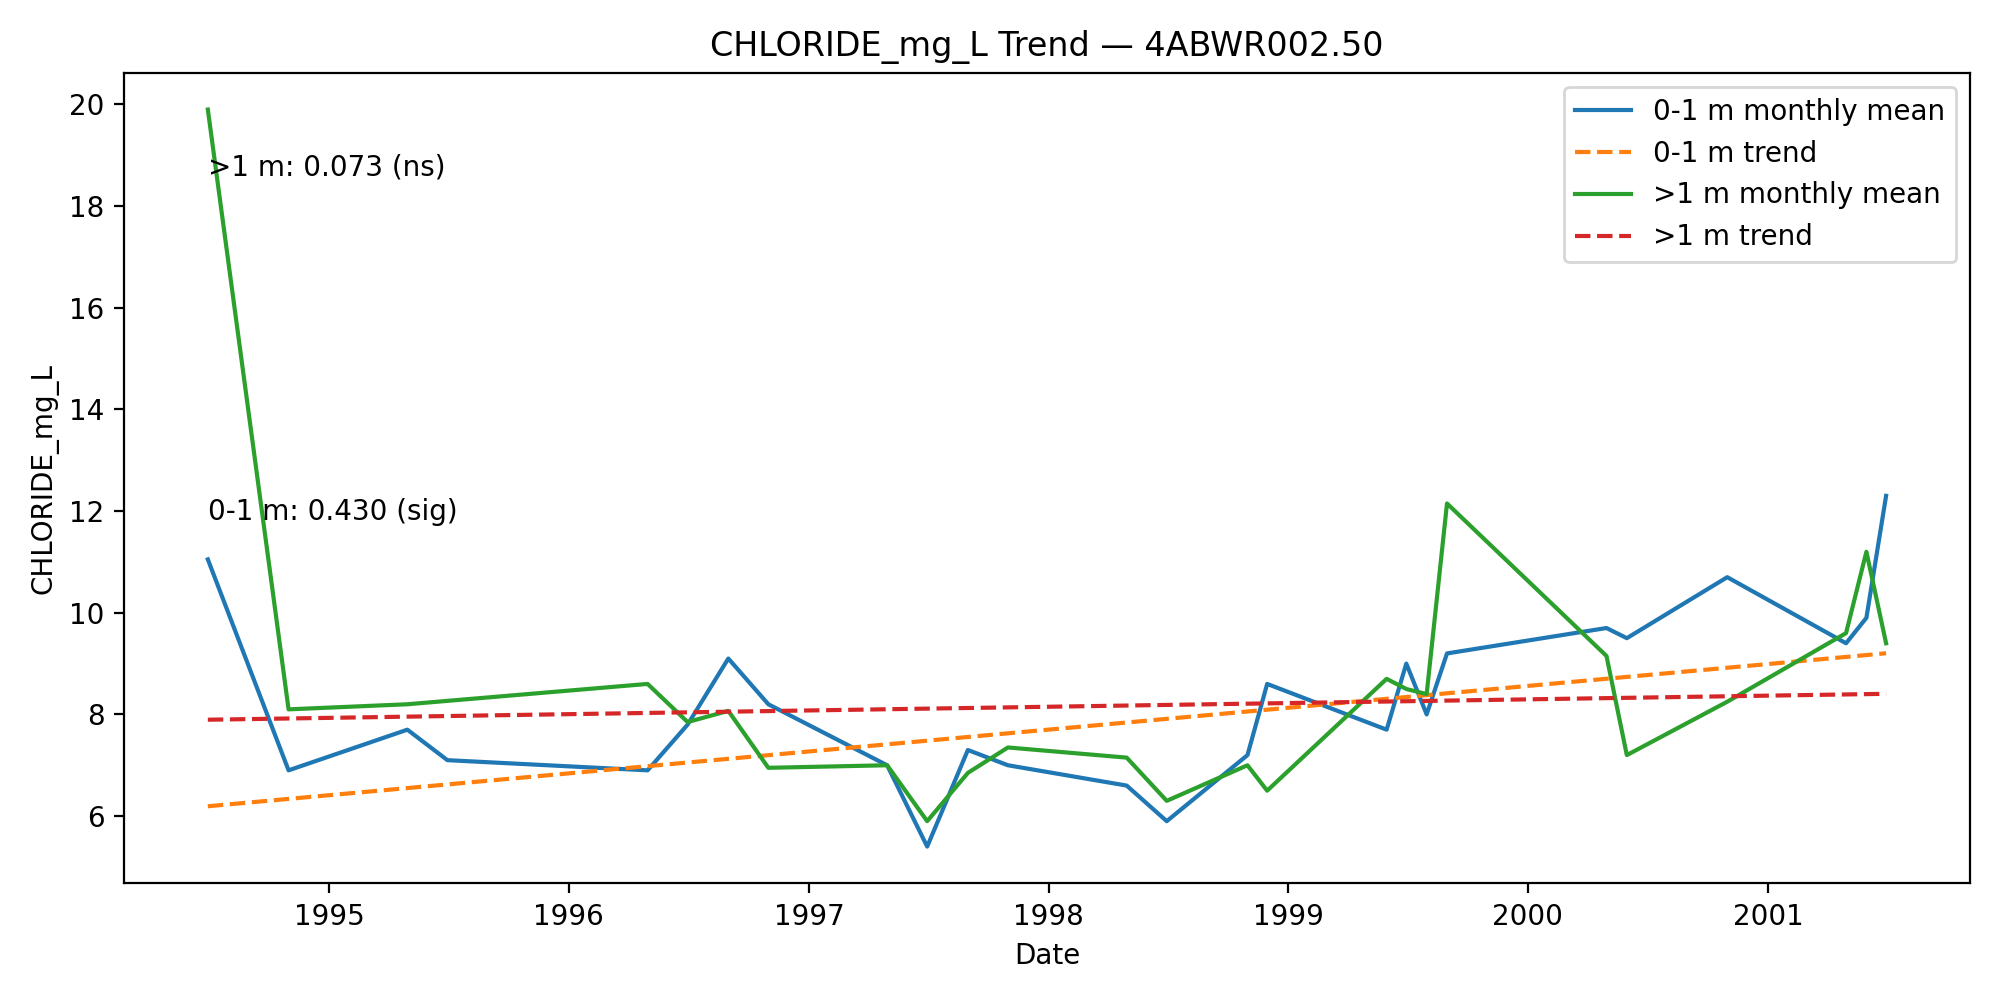 CHLORIDE_mg_L Trend — 4ABWR002.50
CHLORIDE_mg_L
20
18
16
14
12
10
8
6
>1 m: 0.073 (ns)
0-1 m: 0.430 (sig)
0-1 m monthly mean
0-1 m trend
>1 m monthly mean
>1 m trend
1995
1996
1997
1998
1999
2000
2001
Date